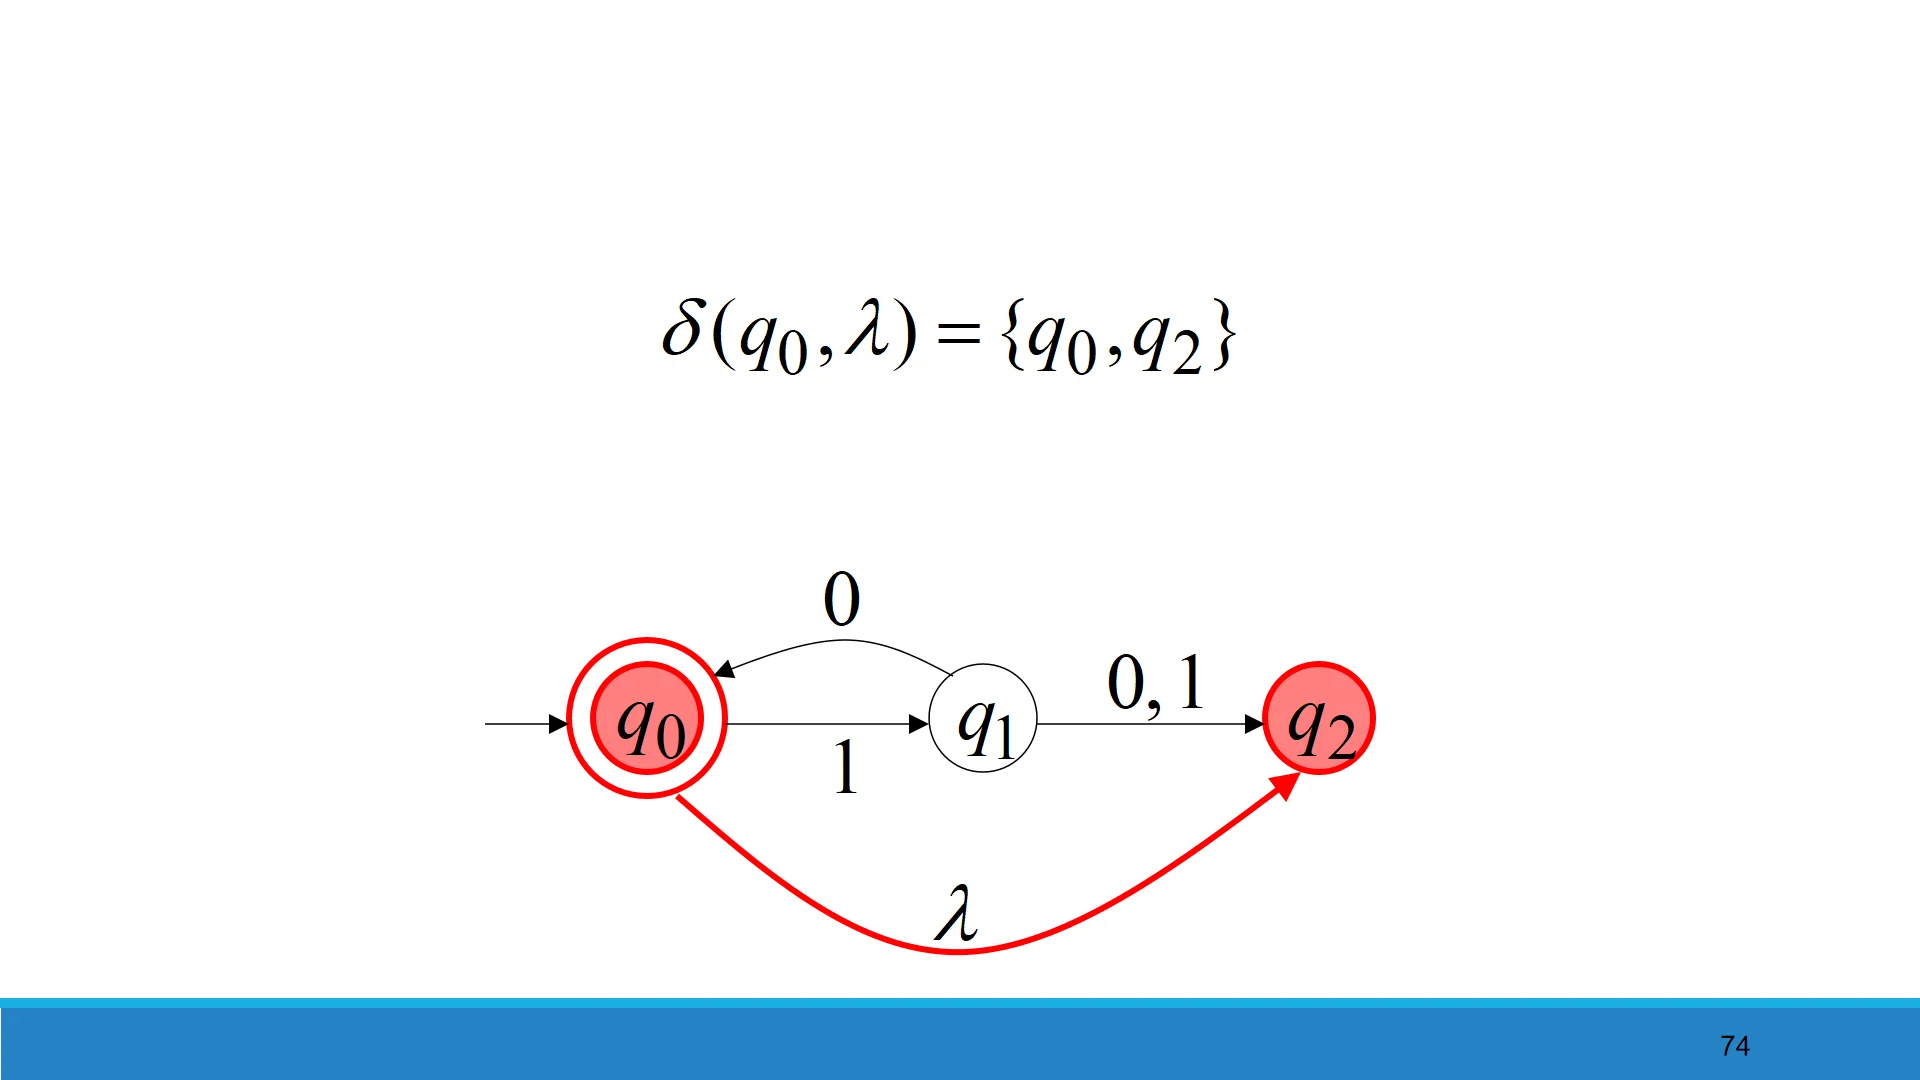 δ(q₀,λ) = {q₀,q₂}
0
0,1
q₀ q₁ q₂
1
λ
74